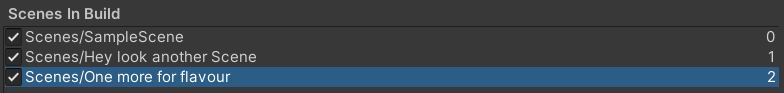 Scenes In Build
Scenes/SampleScene 0
Scenes/Hey look another Scene 1
Scenes/One more for flavour 2